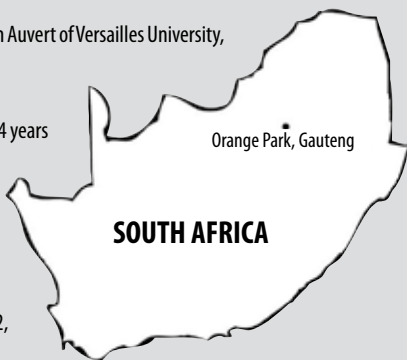 n Auvert of Versailles University,
4 years
Orange Park, Gauteng
SOUTH AFRICA
2,